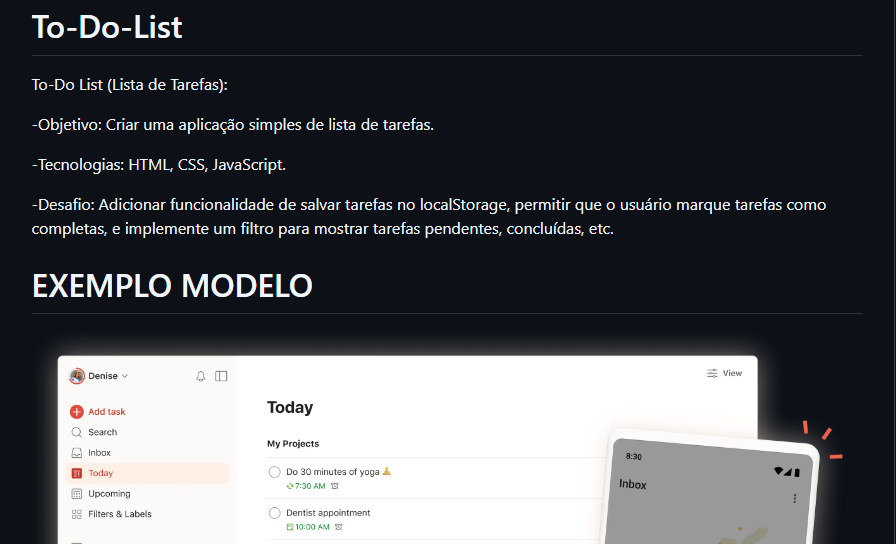 To-Do-List
To-Do List (Lista de Tarefas):
-Objetivo: Criar uma aplicação simples de lista de tarefas.
-Tecnologias: HTML, CSS, JavaScript.
-Desafio: Adicionar funcionalidade de salvar tarefas no localStorage, permitir que o usuário marque tarefas como
completas, e implemente um filtro para mostrar tarefas pendentes, concluídas, etc.
EXEMPLO MODELO
Denise
View
Add task
Search
Inbox
Today
Upcoming
Filters & Labels
Today
My Projects
Do 30 minutes of yoga 🙏
7:30 AM
Dentist appointment
10:00 AM
8:30
Inbox